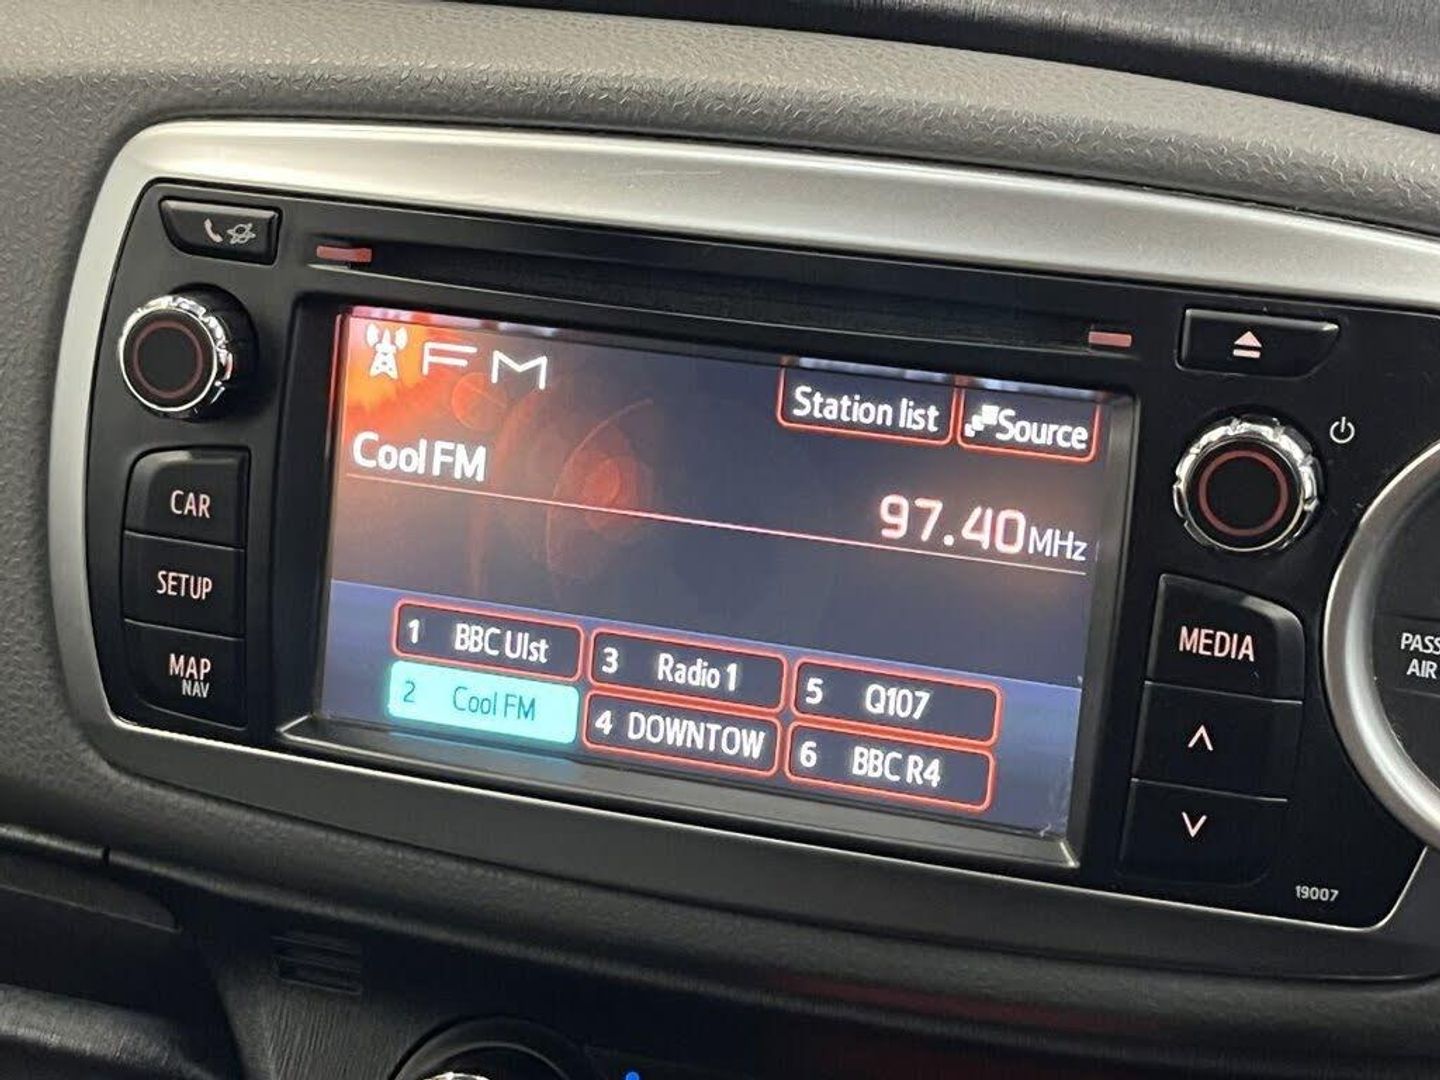 FM
Station list
Source
Cool FM
97.40MHz
1 BBC Ulst
3 Radio 1
5 Q107
2 Cool FM
4 DOWNTOW
6 BBC R4
CAR
SETUP
MAP
NAV
MEDIA
PASS
AIR
19007